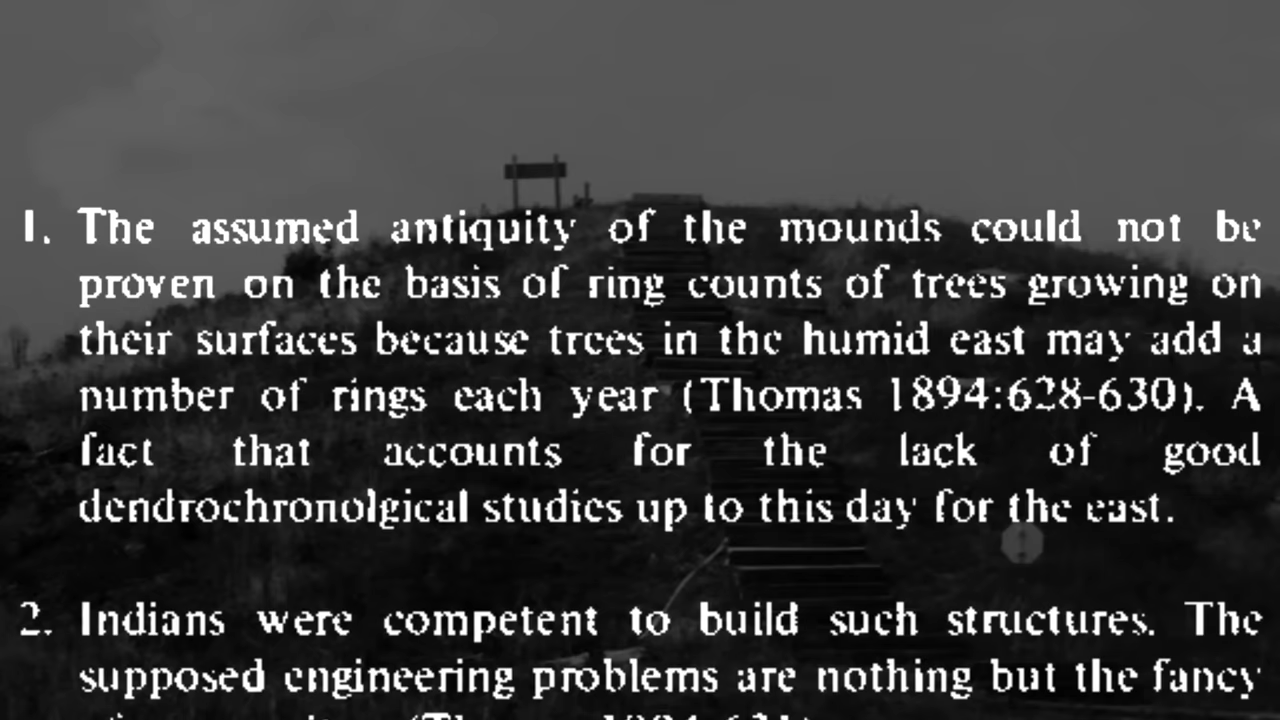 1. The assumed antiquity of the mounds could not be
proven on the basis of ring counts of trees growing on
their surfaces because trees in the humid east may add a
number of rings each year (Thomas 1894:628-630). A
fact that accounts for the lack of good
dendrochronolgical studies up to this day for the east.
2. Indians were competent to build such structures. The
supposed engineering problems are nothing but the fancy